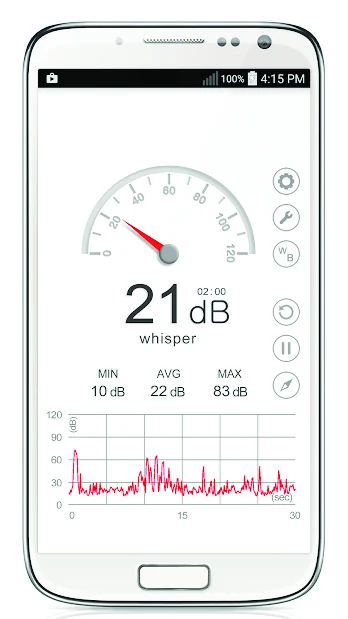 100% 4:15 PM
0 20 40 60 80 100 120
W
B
02:00
21 dB
whisper
MIN AVG MAX
10 dB 22 dB 83 dB
120
(dB)
90
60
30
0
(sec)
0 15 30